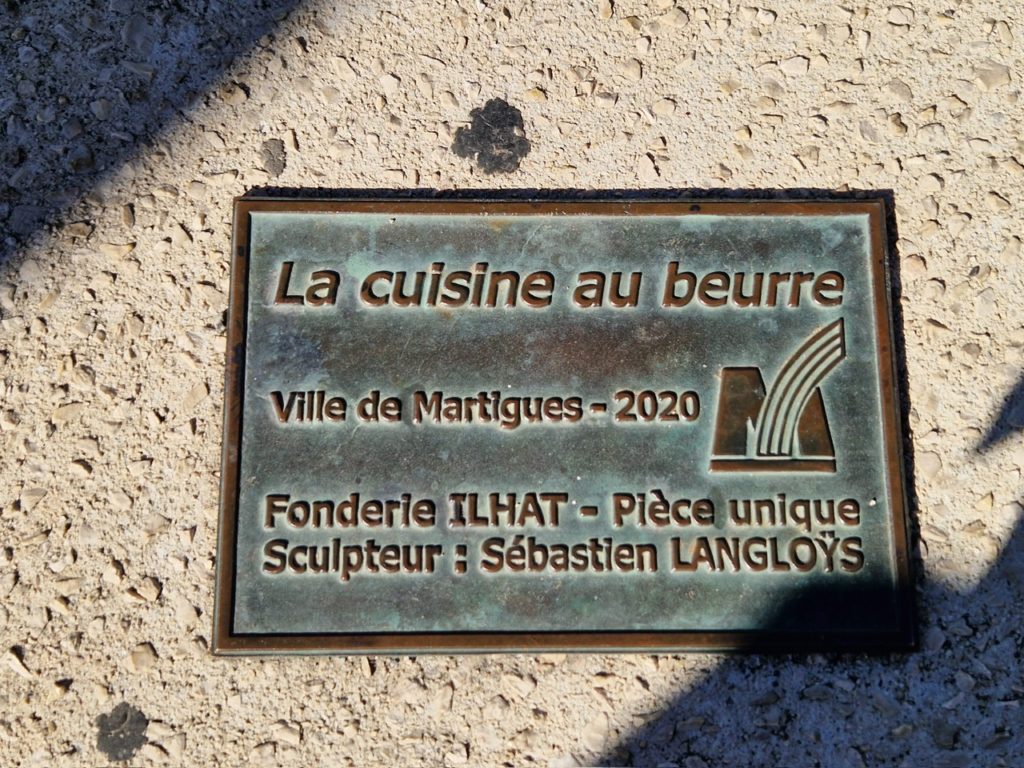 La cuisine au beurre
Ville de Martigues - 2020
Fonderie ILHAT - Pièce unique
Sculpteur : Sébastien LANGLOŸS